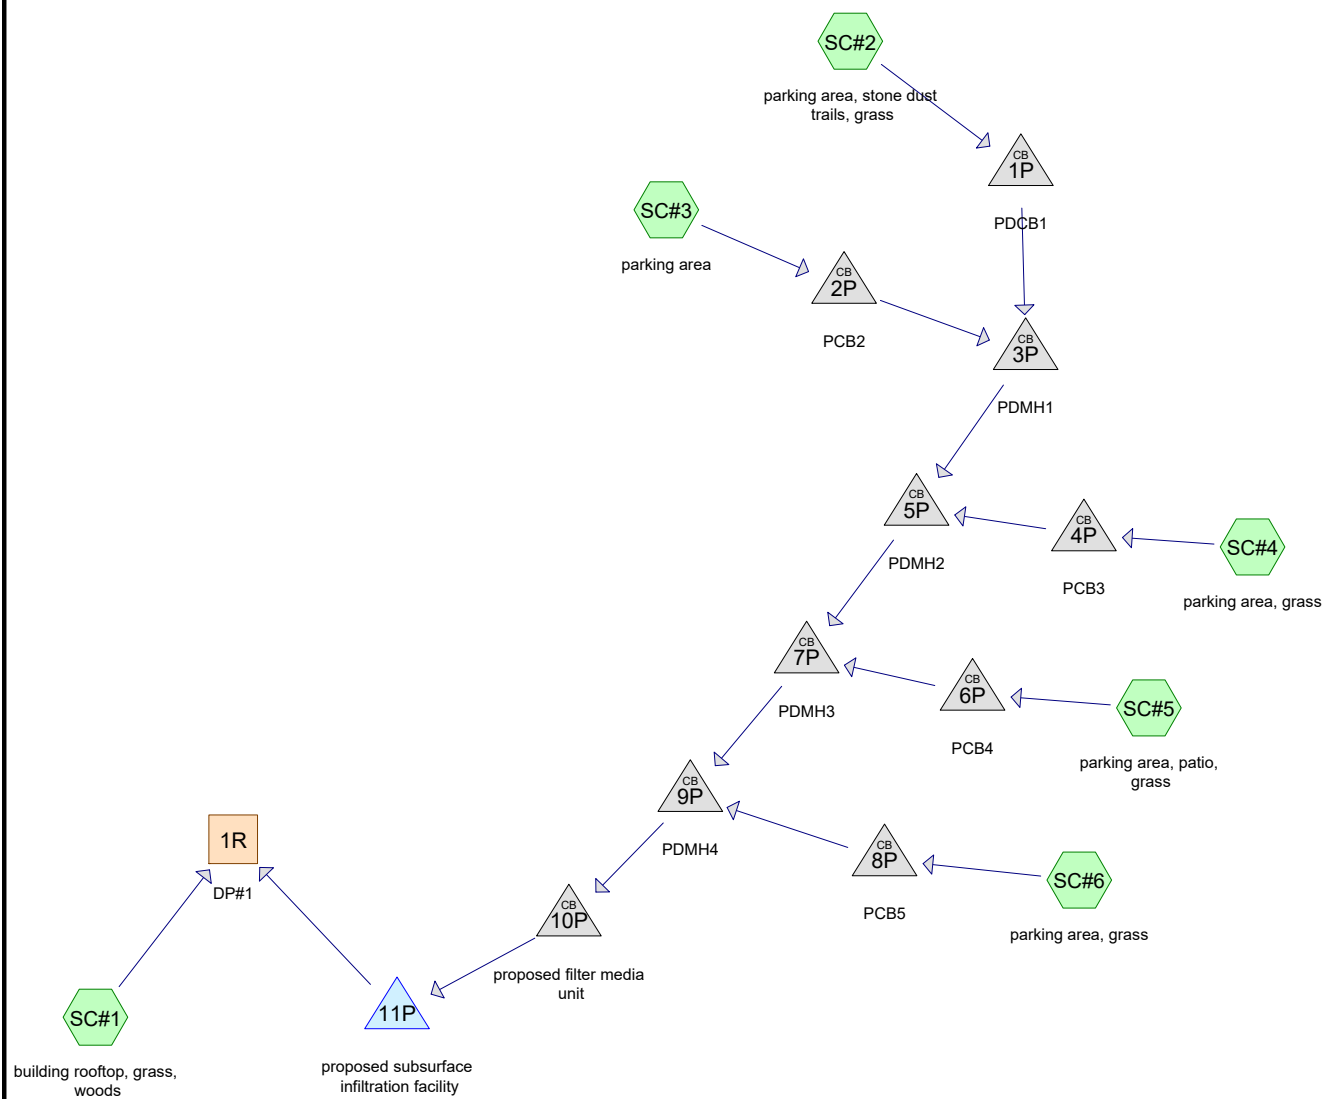 SC#2
parking area, stone dust
trails, grass
CB
1P
PDCB1
SC#3
parking area
CB
2P
PCB2
CB
3P
PDMH1
CB
5P
PDMH2
CB
4P
PCB3
SC#4
parking area, grass
CB
7P
PDMH3
CB
6P
PCB4
SC#5
parking area, patio,
grass
CB
9P
PDMH4
CB
8P
PCB5
SC#6
parking area, grass
1R
DP#1
CB
10P
proposed filter media
unit
SC#1
building rooftop, grass,
woods
11P
proposed subsurface
infiltration facility